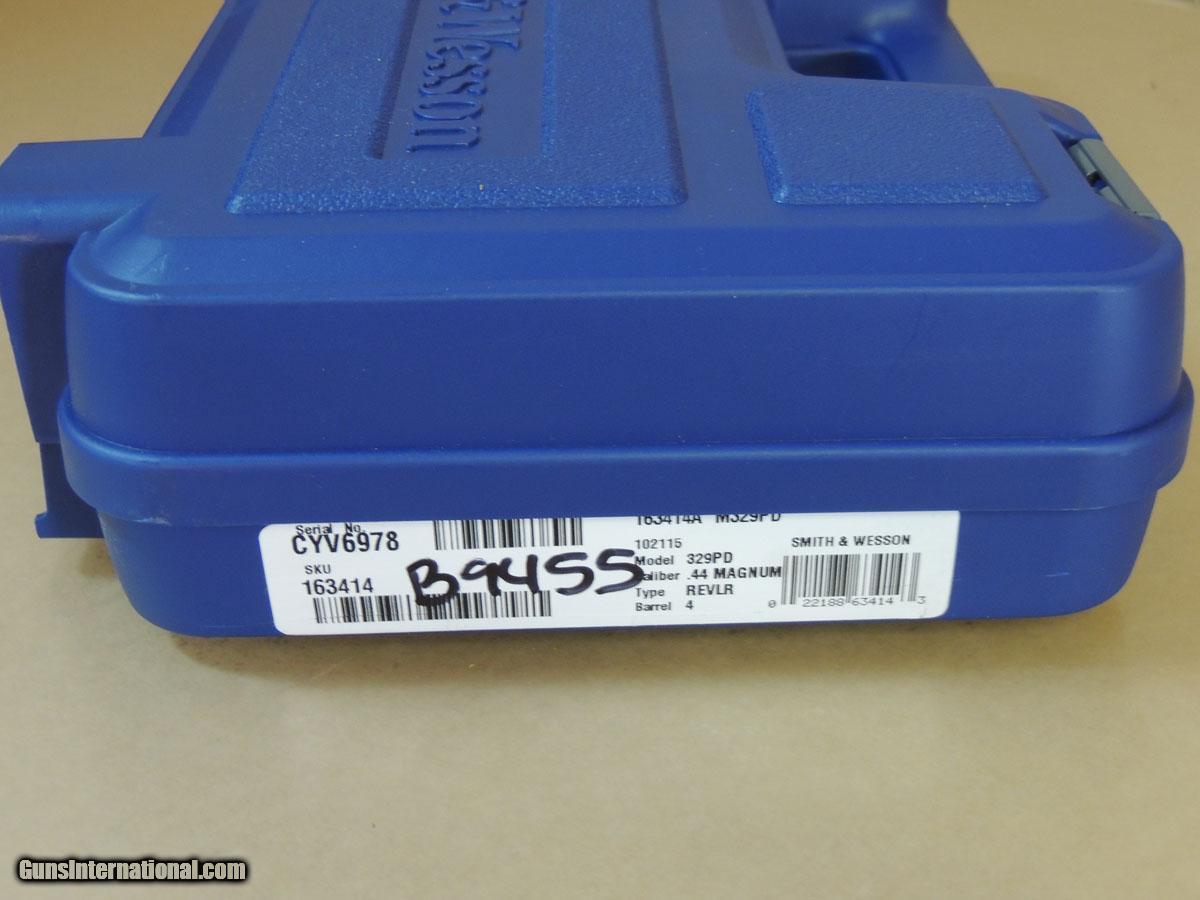 Wesson
Serial No.
CYV6978
SKU
163414
B9455
163414A M329PD
102115
Model 329PD
Caliber .44 MAGNUM
Type REVLR
Barrel 4
SMITH & WESSON
0 22188 63414 3
GunsInternational.com